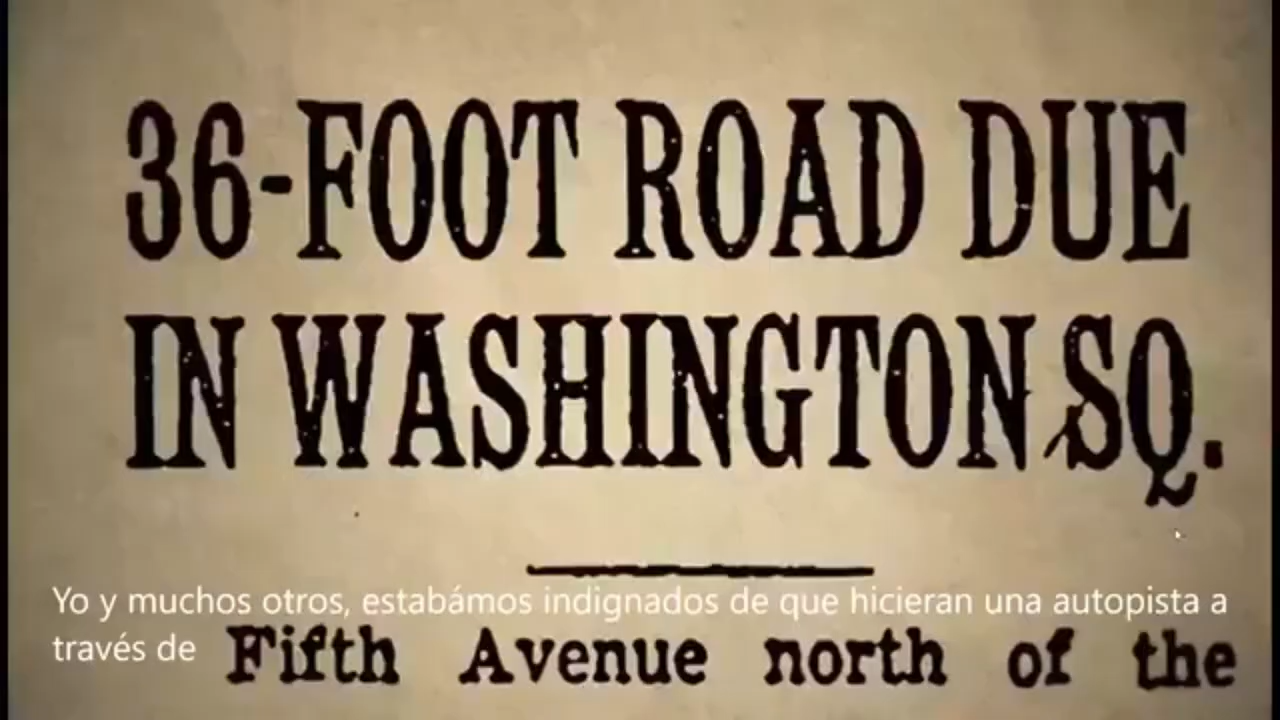 36-FOOT ROAD DUE
IN WASHINGTON SQ.
Yo y muchos otros, estabámos indignados de que hicieran una autopista a
través de
Fifth Avenue north of the